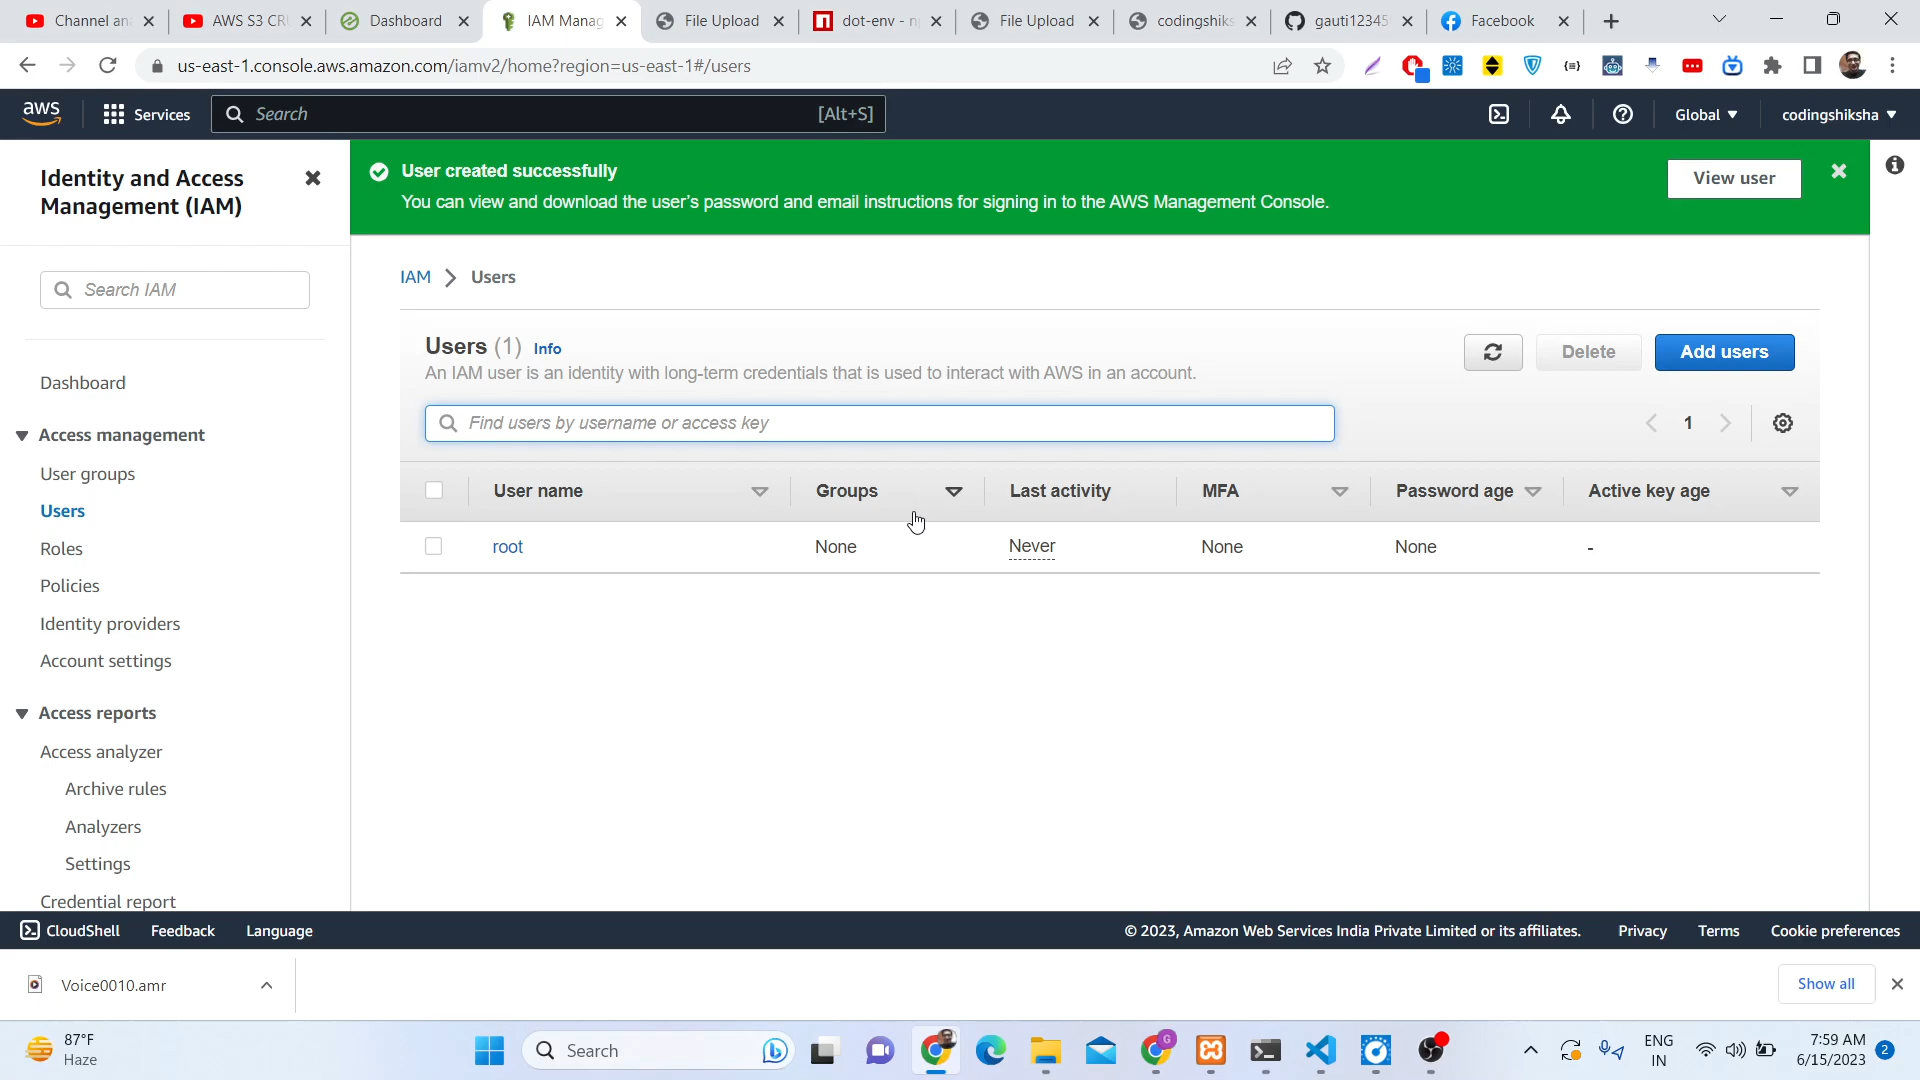 Channel an
AWS S3 CR
Dashboard
IAM Manag
File Upload
dot-env - n
File Upload
codingshiks
gauti12345
Facebook
us-east-1.console.aws.amazon.com/iamv2/home?region=us-east-1#/users
aws
Services
Search
[Alt+S]
Global
codingshiksha
Identity and Access
Management (IAM)
Search IAM
Dashboard
Access management
User groups
Users
Roles
Policies
Identity providers
Account settings
Access reports
Access analyzer
Archive rules
Analyzers
Settings
Credential report
User created successfully
You can view and download the user's password and email instructions for signing in to the AWS Management Console.
View user
IAM > Users
Users (1) Info
An IAM user is an identity with long-term credentials that is used to interact with AWS in an account.
Delete
Add users
Find users by username or access key
1
User name Groups Last activity MFA Password age Active key age
root None Never None None -
CloudShell Feedback Language
© 2023, Amazon Web Services India Private Limited or its affiliates. Privacy Terms Cookie preferences
Voice0010.amr
Show all
87°F
Haze
Search
G
ENG
IN
7:59 AM
6/15/2023
2